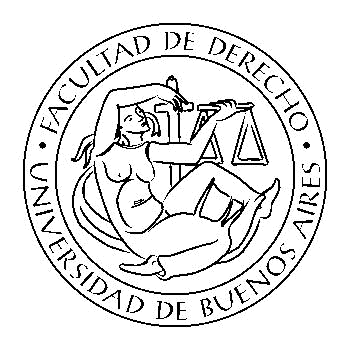 FACULTAD DE DERECHO
UNIVERSIDAD DE BUENOS AIRES